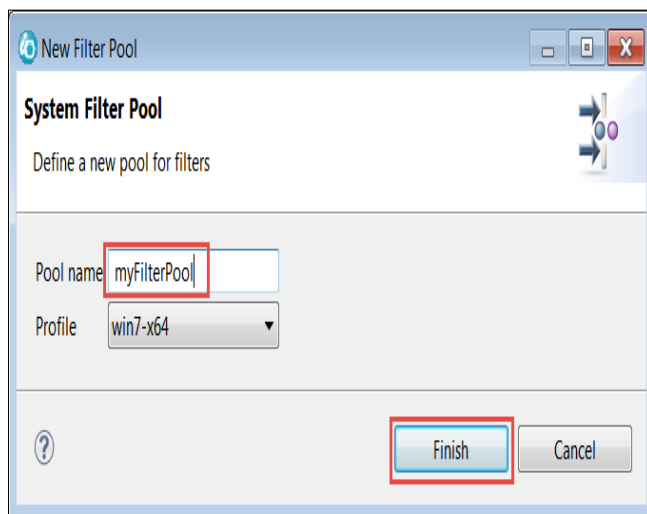 New Filter Pool
System Filter Pool
Define a new pool for filters
Pool name myFilterPool
Profile win7-x64
Finish Cancel